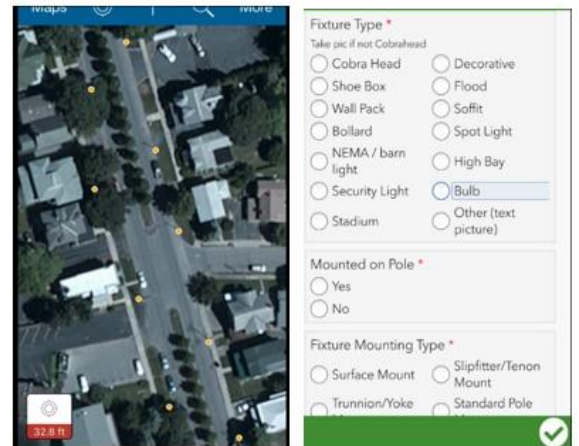 Maps
More
32.8 ft
Fixture Type *
Take pic if not Cobrahead
Cobra Head
Decorative
Shoe Box
Flood
Wall Pack
Soffit
Bollard
Spot Light
NEMA / barn
light
High Bay
Security Light
Bulb
Stadium
Other (text
picture)
Mounted on Pole *
Yes
No
Fixture Mounting Type *
Surface Mount
Slipfitter/Tenon
Mount
Trunnion/Yoke
Standard Pole